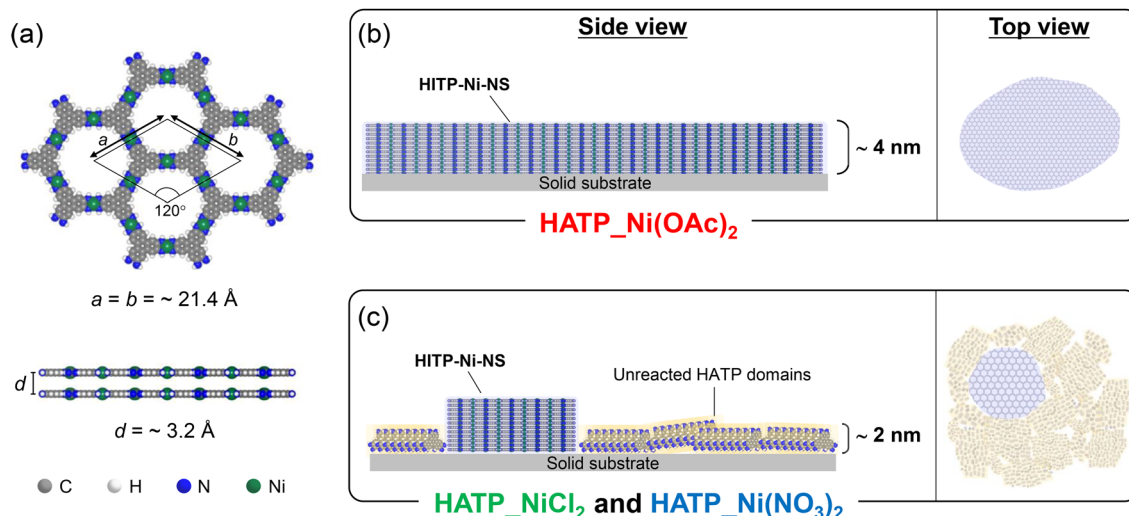 (a)
a
b
120°
a = b = ~ 21.4 Å
d
d = ~ 3.2 Å
C H N Ni
(b)
Side view
Top view
HITP-Ni-NS
~ 4 nm
Solid substrate
HATP_Ni(OAc)₂
(c)
HITP-Ni-NS
Unreacted HATP domains
~ 2 nm
Solid substrate
HATP_NiCl₂ and HATP_Ni(NO₃)₂